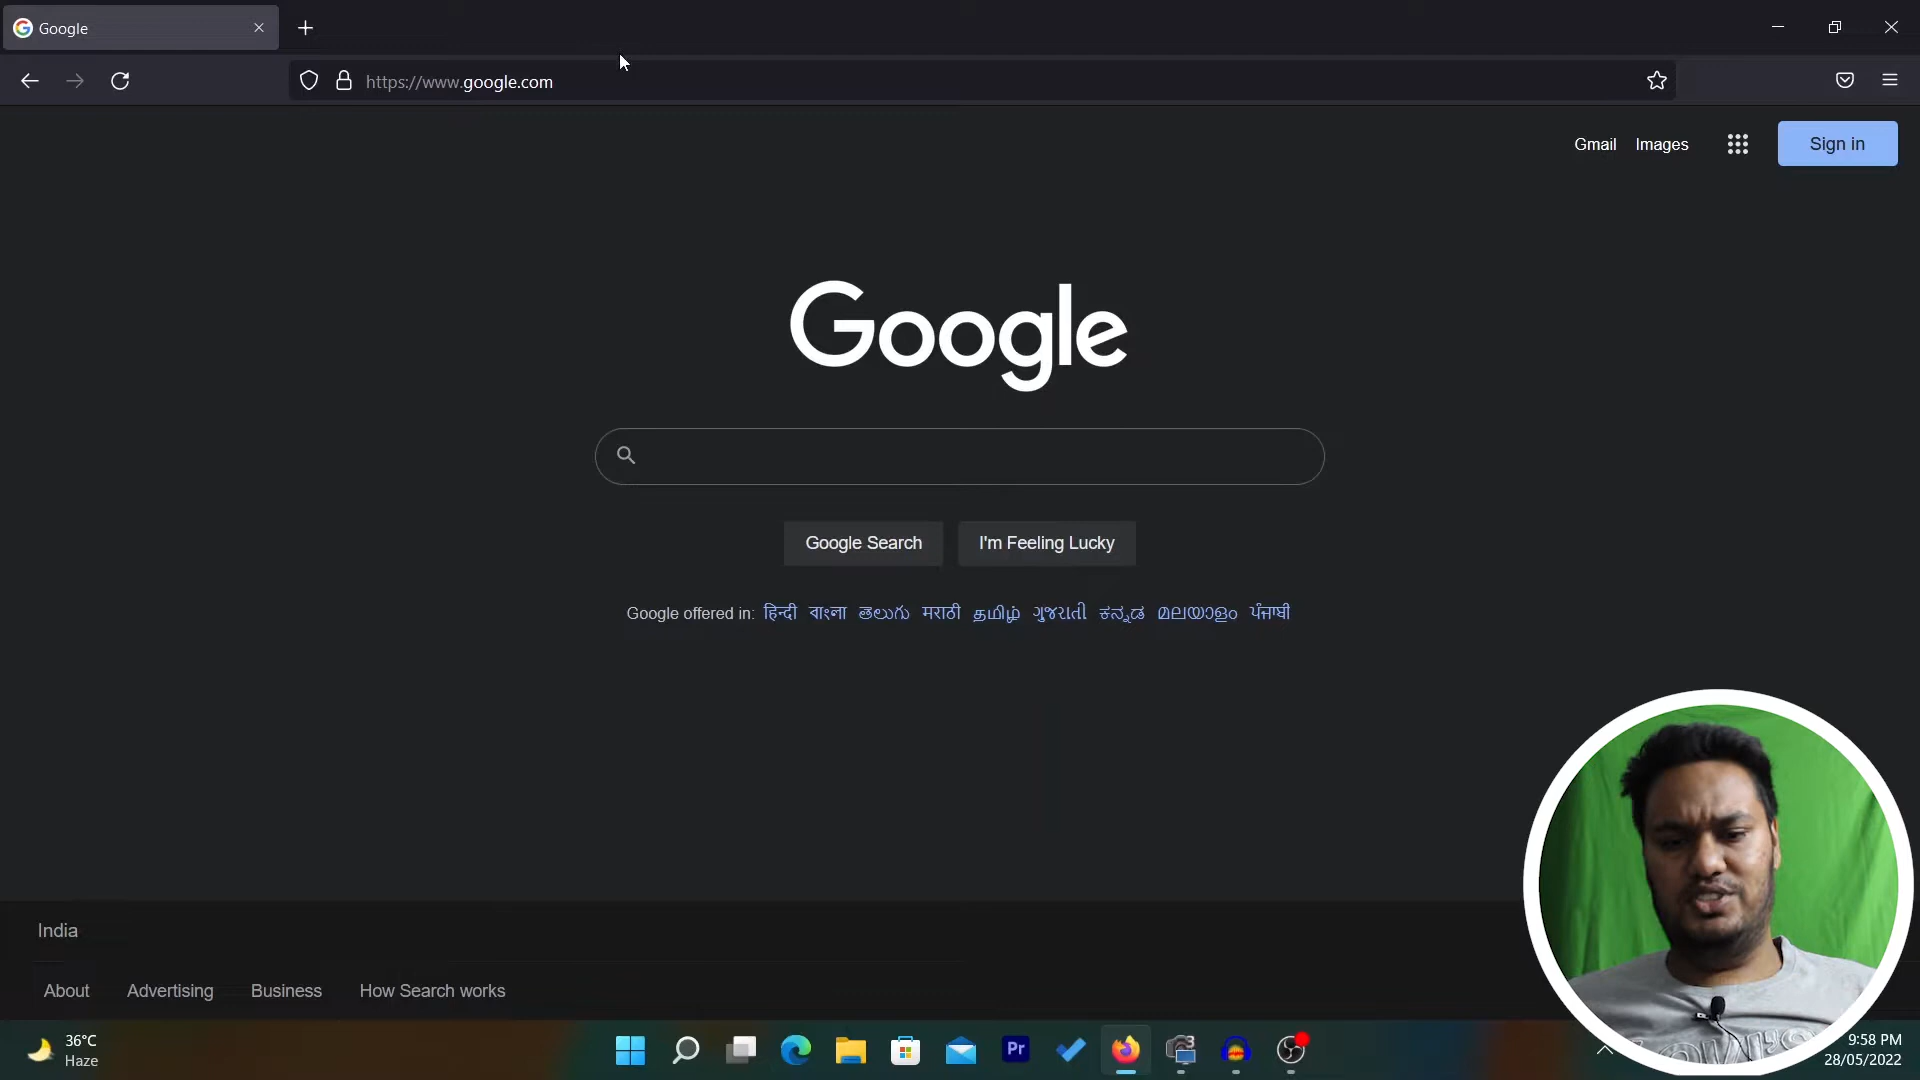 Google
https://www.google.com
Gmail Images Sign in
Google
Google Search I'm Feeling Lucky
Google offered in: हिन्दी বাংলা తెలుగు मराठी தமிழ் ગુજરાતી ಕನ್ನಡ മലയാളം ਪੰਜਾਬੀ
India
About Advertising Business How Search works
36°C
Haze
Pr
3
9:58 PM
28/05/2022